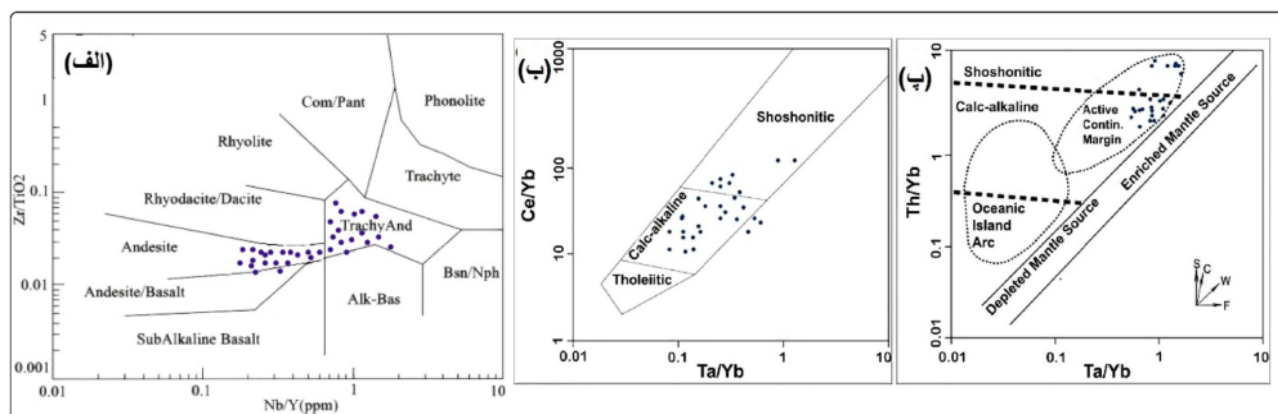 (الف)
5
1
0.1
0.01
0.001
Zr/TiO2
Com/Pant
Phonolite
Rhyolite
Trachyte
Rhyodacite/Dacite
TrachyAnd
Andesite
Bsn/Nph
Andesite/Basalt
Alk-Bas
SubAlkaline Basalt
0.01
0.1
1
10
Nb/Y(ppm)
1000
100
10
1
Ce/Yb
Shoshonitic
Calc-alkaline
Tholeiitic
0.01
0.1
1
10
Ta/Yb
10
1
0.1
0.01
Th/Yb
Shoshonitic
Calc-alkaline
Active
Contin.
Margin
Oceanic
Island
Arc
Depleted Mantle Source
Enriched Mantle Source
S
C
W
F
0.01
0.1
1
10
Ta/Yb